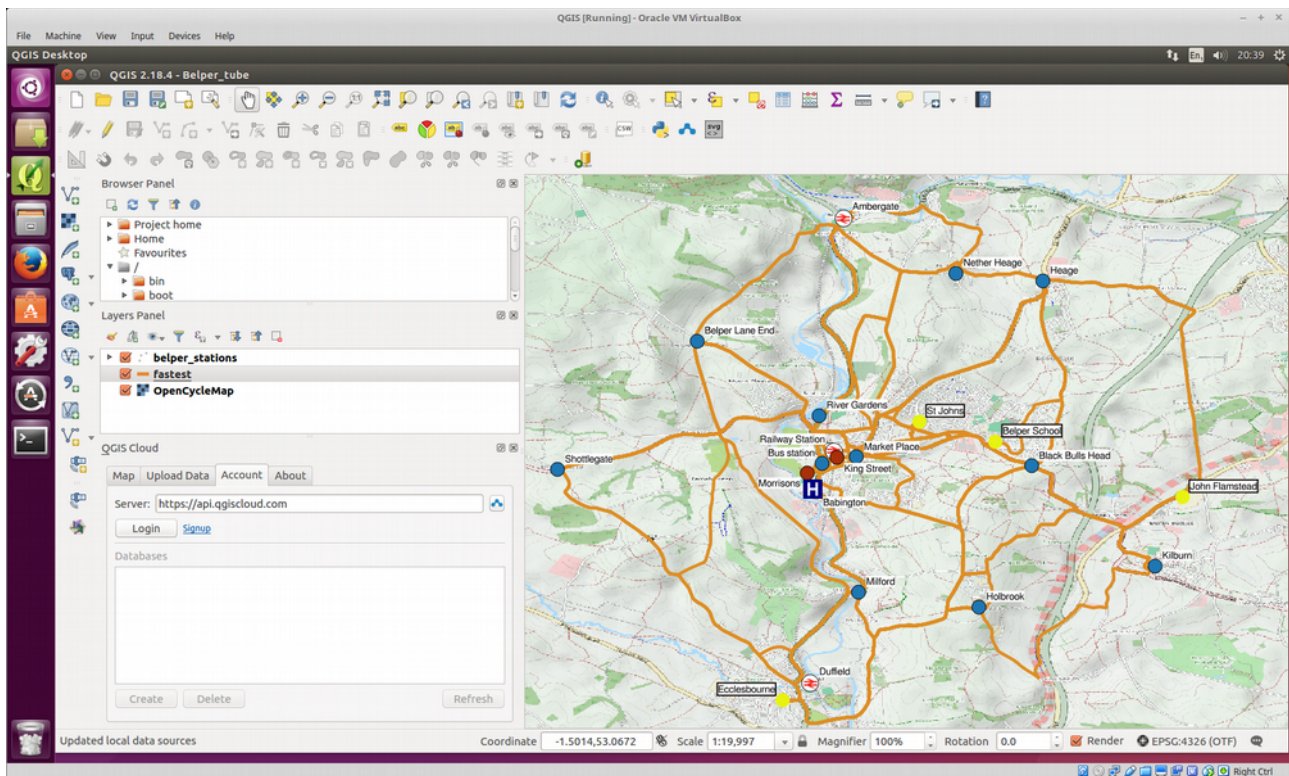 QGIS [Running] - Oracle VM VirtualBox
File Machine View Input Devices Help
QGIS Desktop
En
20:39
QGIS 2.18.4 - Belper_tube
CSW
svg
Browser Panel
Project home
Home
Favourites
/
bin
boot
Layers Panel
belper_stations
fastest
OpenCycleMap
QGIS Cloud
Map Upload Data Account About
Server: https://api.qgiscloud.com
Login Signup
Databases
Create Delete Refresh
Ambergate
Nether Heage
Heage
Belper Lane End
River Gardens
St Johns
Belper School
Railway Station
Market Place
Bus station
King Street
Black Bulls Head
Shottlegate
Morrisons
H
Babington
John Flamstead
Kilburn
Milford
Holbrook
Duffield
Ecclesbourne
Updated local data sources
Coordinate -1.5014,53.0672 Scale 1:19,997 Magnifier 100% Rotation 0.0 Render EPSG:4326 (OTF)
Right Ctrl